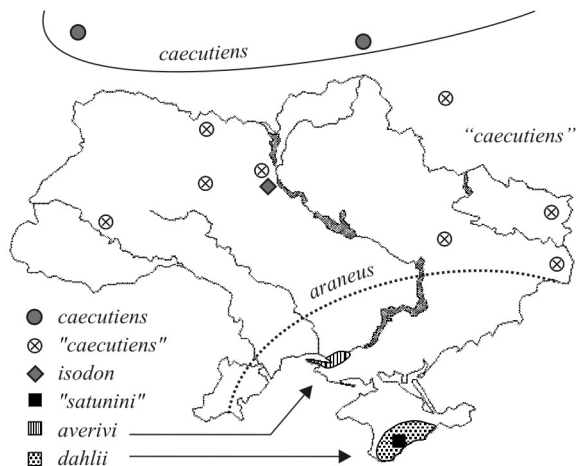 caecutiens
“caecutiens”
araneus
caecutiens
"caecutiens"
isodon
"satunini"
averivi
dahlii